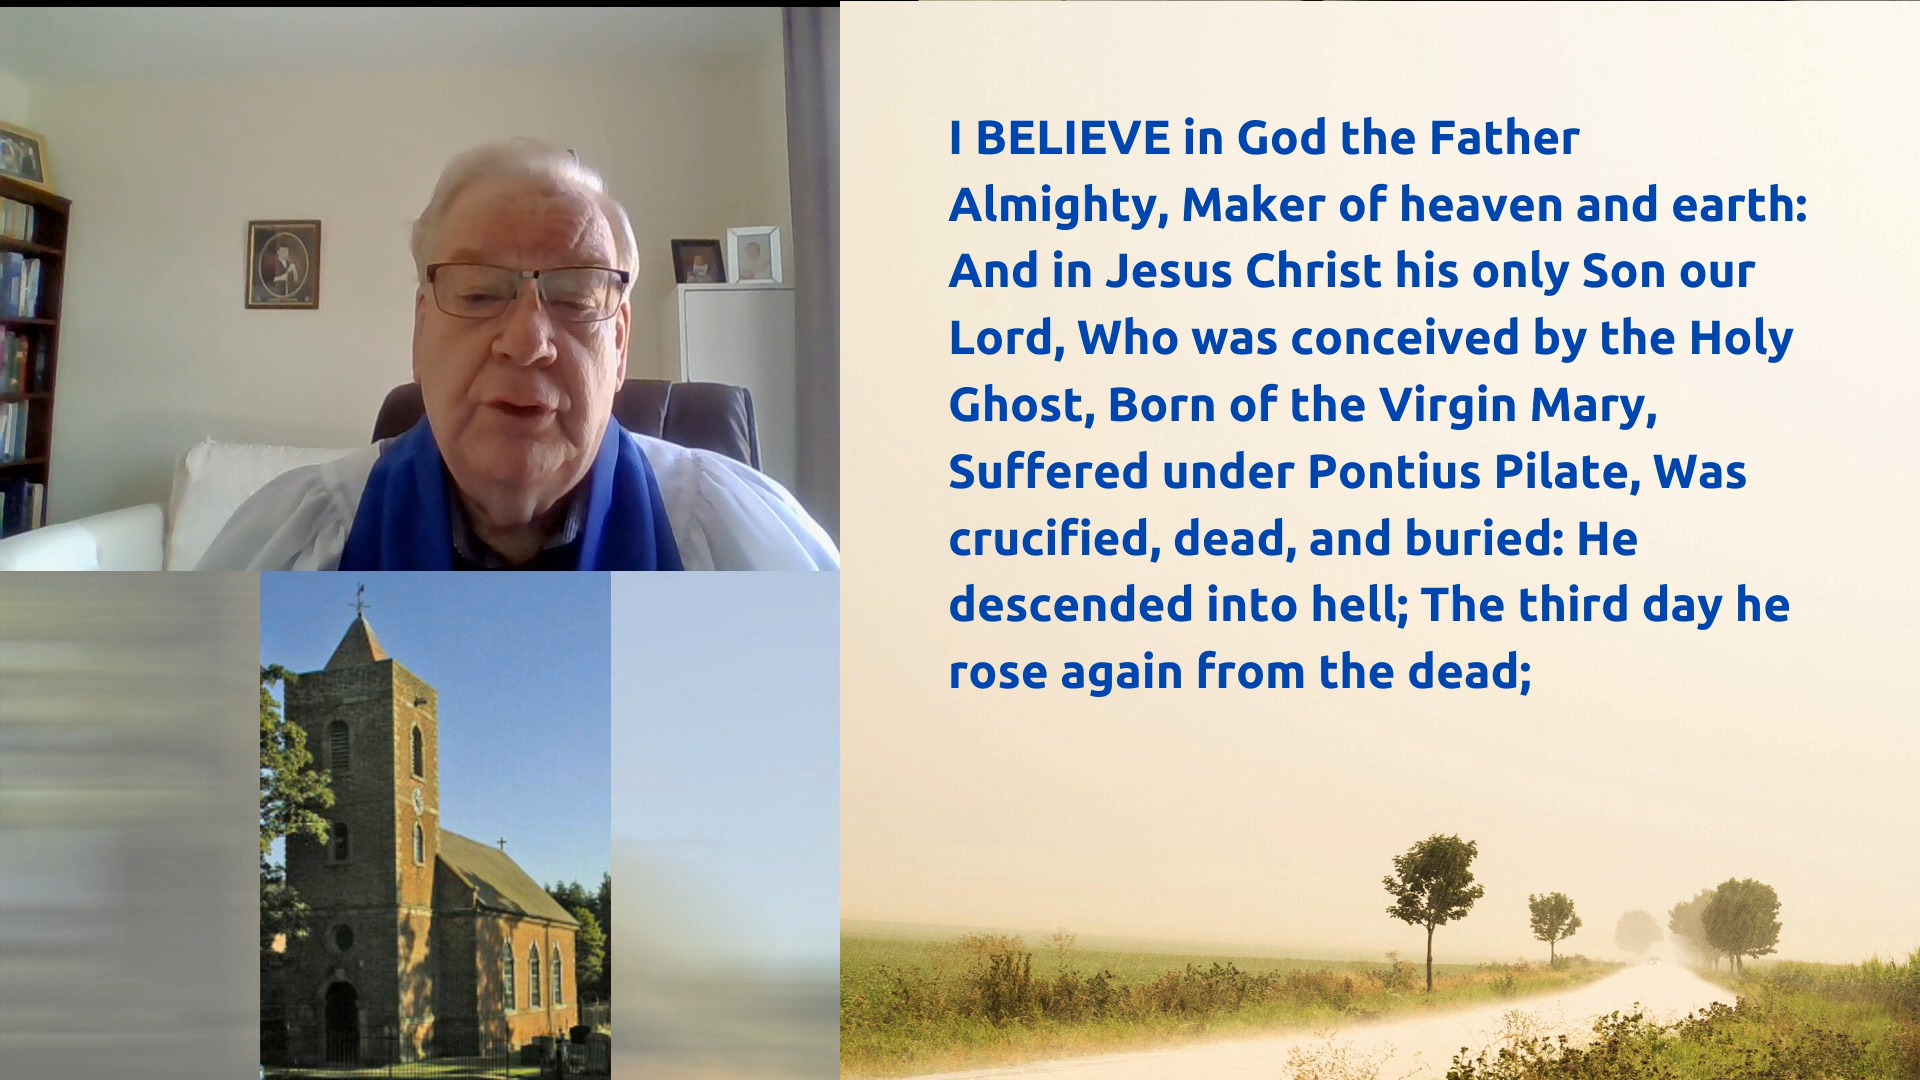 I BELIEVE in God the Father
Almighty, Maker of heaven and earth:
And in Jesus Christ his only Son our
Lord, Who was conceived by the Holy
Ghost, Born of the Virgin Mary,
Suffered under Pontius Pilate, Was
crucified, dead, and buried: He
descended into hell; The third day he
rose again from the dead;